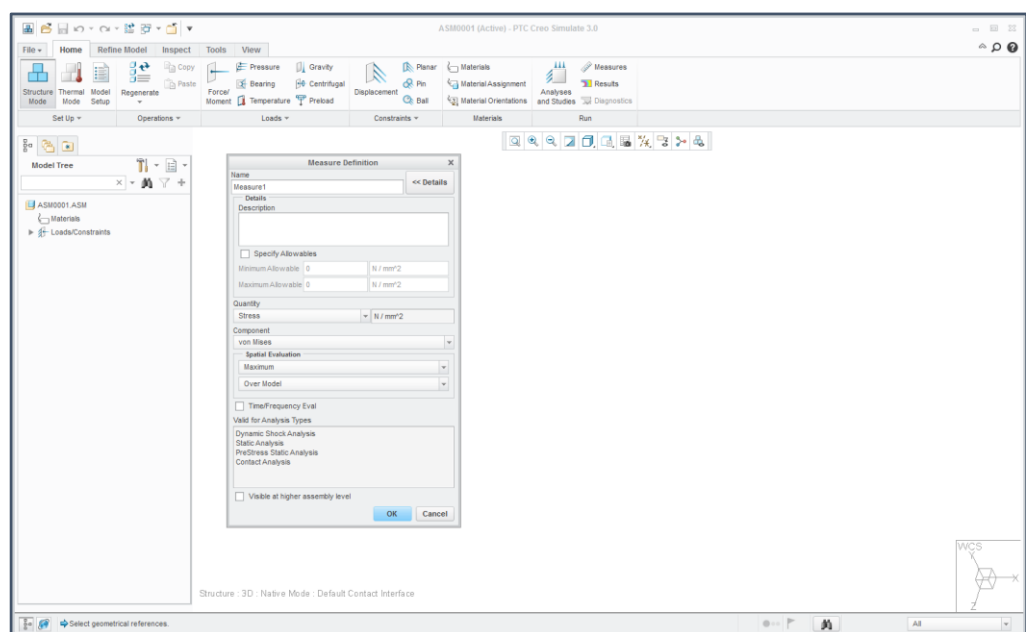 ASM0001 (Active) - PTC Creo Simulate 3.0
File Home Refine Model Inspect Tools View
Structure Mode
Thermal Mode
Model Setup
Regenerate
Copy
Paste
Force/ Moment
Pressure
Bearing
Temperature
Gravity
Centrifugal
Preload
Displacement
Planar
Pin
Ball
Materials
Material Assignment
Material Orientations
Analyses and Studies
Measures
Results
Diagnostics
Set Up Operations Loads Constraints Materials Run
Model Tree
ASM0001.ASM
Materials
Loads/Constraints
Measure Definition X
Name
Measure1
<< Details
Details
Description
Specify Allowables
Minimum Allowable 0 N / mm^2
Maximum Allowable 0 N / mm^2
Quantity
Stress N / mm^2
Component
von Mises
Spatial Evaluation
Maximum
Over Model
Time/Frequency Eval
Valid for Analysis Types
Dynamic Shock Analysis
Static Analysis
PreStress Static Analysis
Contact Analysis
Visible at higher assembly level
OK Cancel
WCS
Y
X
Z
Structure : 3D : Native Mode : Default Contact Interface
Select geometrical references.
All